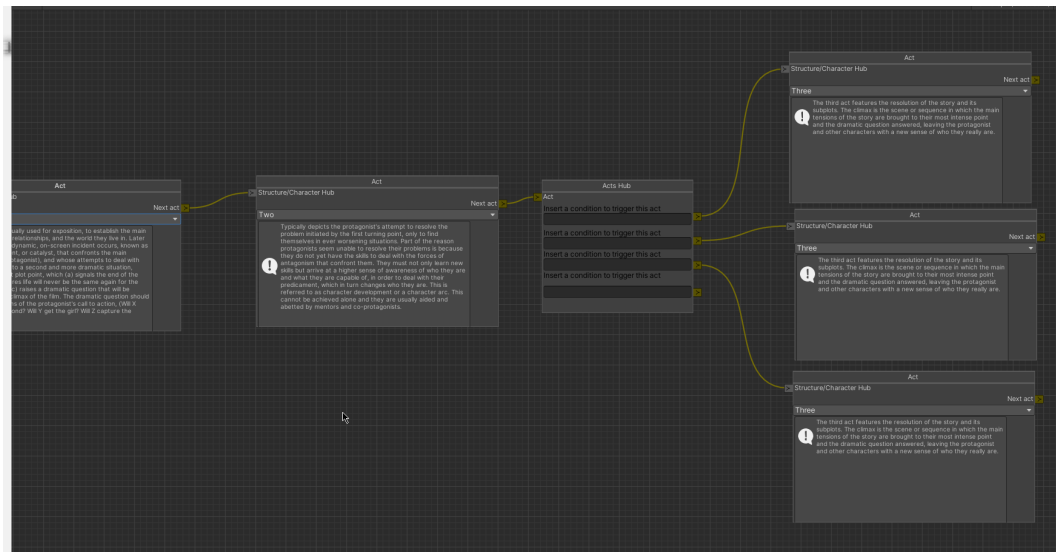 Act
ub
Next act
ually used for exposition, to establish the main
relationships, and the world they live in. Later
dynamic, on-screen incident occurs, known as
nt, or catalyst, that confronts the main
otagonist), and whose attempts to deal with
to a second and more dramatic situation,
plot point, which (a) signals the end of the
res life will never be the same again for the
c) raises a dramatic question that will be
limax of the film. The dramatic question should
ns of the protagonist's call to action, (Will X
ond? Will Y get the girl? Will Z capture the
Act
Structure/Character Hub
Next act
Two
Typically depicts the protagonist's attempt to resolve the
problem initiated by the first turning point, only to find
themselves in ever worsening situations. Part of the reason
protagonists seem unable to resolve their problems is because
they do not yet have the skills to deal with the forces of
antagonism that confront them. They must not only learn new
skills but arrive at a higher sense of awareness of who they are
and what they are capable of, in order to deal with their
predicament, which in turn changes who they are. This is
referred to as character development or a character arc. This
cannot be achieved alone and they are usually aided and
abetted by mentors and co-protagonists.
Acts Hub
Act
Insert a condition to trigger this act
Insert a condition to trigger this act
Insert a condition to trigger this act
Insert a condition to trigger this act
Act
Structure/Character Hub
Next act
Three
The third act features the resolution of the story and its
subplots. The climax is the scene or sequence in which the main
tensions of the story are brought to their most intense point
and the dramatic question answered, leaving the protagonist
and other characters with a new sense of who they really are.
Act
Structure/Character Hub
Next act
Three
The third act features the resolution of the story and its
subplots. The climax is the scene or sequence in which the main
tensions of the story are brought to their most intense point
and the dramatic question answered, leaving the protagonist
and other characters with a new sense of who they really are.
Act
Structure/Character Hub
Next act
Three
The third act features the resolution of the story and its
subplots. The climax is the scene or sequence in which the main
tensions of the story are brought to their most intense point
and the dramatic question answered, leaving the protagonist
and other characters with a new sense of who they really are.